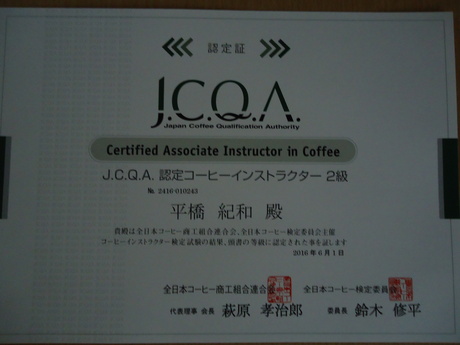 認定証
J.C.Q.A.
Japan Coffee Qualification Authority
Certified Associate Instructor in Coffee
J.C.Q.A. 認定コーヒーインストラクター 2級
№ 2416-010243
平橋 紀和 殿
貴殿は全日本コーヒー商工組合連合会、全日本コーヒー検定委員会主催
コーヒーインストラクター検定試験の結果、頭書の等級に認定された事を証します
2016年6月1日
全日本コーヒー商工組合連合会 全日本コーヒー検定委員会
代表理事 会長 萩原 孝治郎 委員長 鈴木 修平